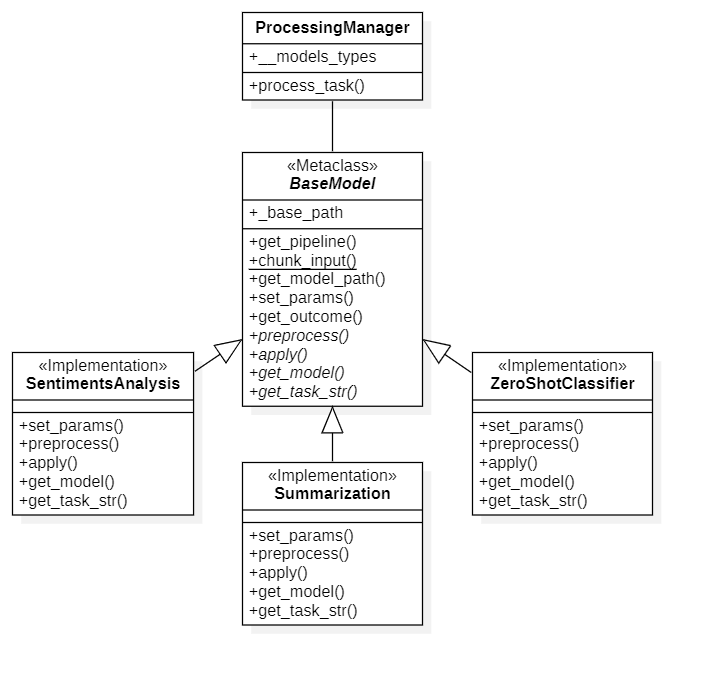 ProcessingManager
+__models_types
+process_task()
«Metaclass»
BaseModel
+_base_path
+get_pipeline()
+chunk_input()
+get_model_path()
+set_params()
+get_outcome()
+preprocess()
+apply()
+get_model()
+get_task_str()
«Implementation»
SentimentsAnalysis
+set_params()
+preprocess()
+apply()
+get_model()
+get_task_str()
«Implementation»
ZeroShotClassifier
+set_params()
+preprocess()
+apply()
+get_model()
+get_task_str()
«Implementation»
Summarization
+set_params()
+preprocess()
+apply()
+get_model()
+get_task_str()